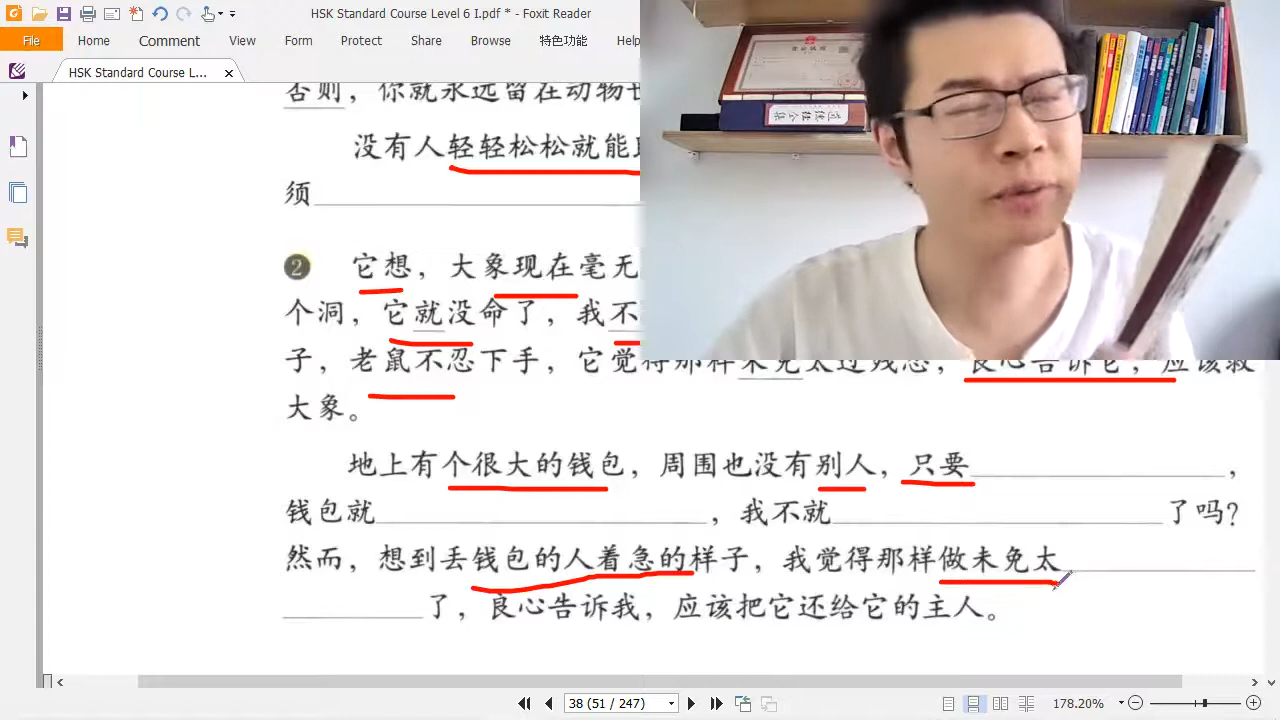 HSK Standard Course Level 6 I.pdf * - Foxit Reader
File Home Comment View Form Protect Share Browse 特色功能 Help
HSK Standard Course L...
否则，你就永远留在动物
没有人轻轻松松就能
须
2 它想，大象现在毫无
个洞，它就没命了，我不
子，老鼠不忍下手，它觉得那样未免太过残忍，良心告诉它，应该救
大象。
地上有个很大的钱包，周围也没有别人，只要，
钱包就，我不就了吗？
然而，想到丢钱包的人着急的样子，我觉得那样做未免太
了，良心告诉我，应该把它还给它的主人。
38 (51 / 247)
178.20%